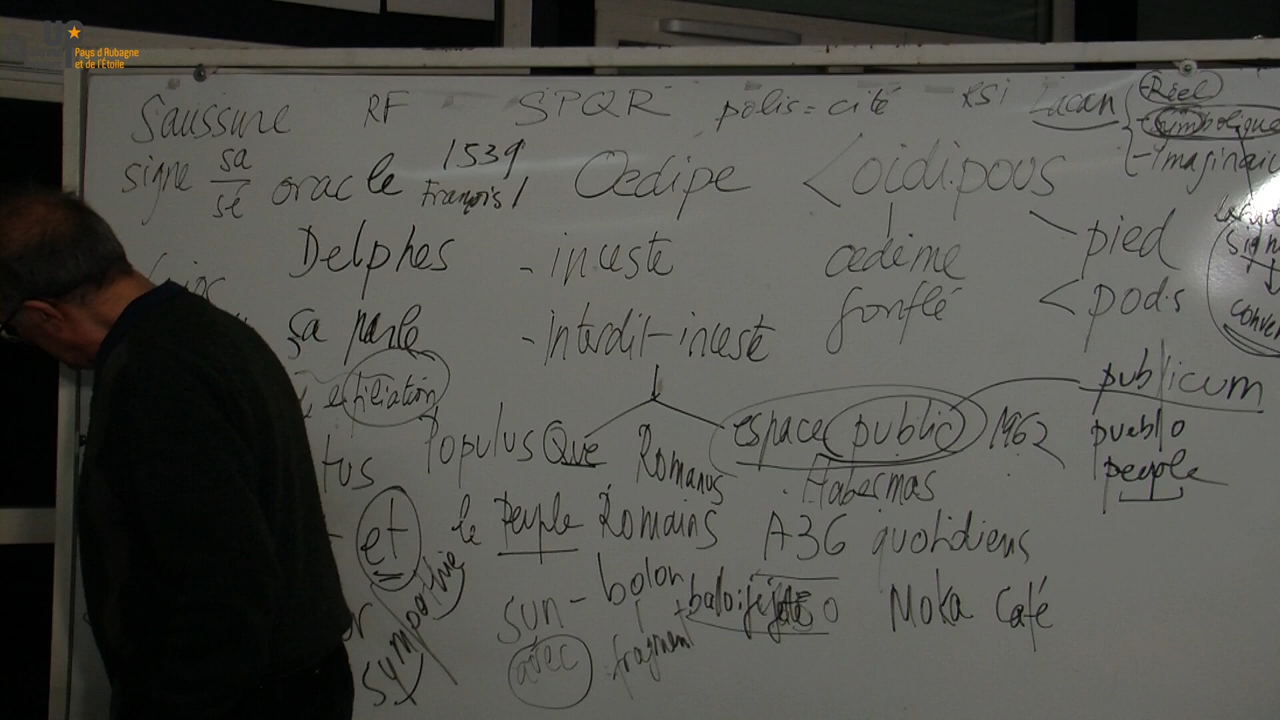 Pays d'Aubagne
et de l'Étoile
Saussure RF SPQR polis = cité RSI Lacan - Réel
- Symbolique
- Imaginaire
signe sa
sé
oracle 1539
François 1
Oedipe < oidipous
Delphes - inceste oedème pied
ça parle - Interdit-inceste gonflé < pods
filiation
publicum
Populus Que Romanus espace public 1962 pueblo
people
Habermas
et le Peuple Romains A36 quotidiens
sympathie
sun - bolon Moka Café
avec fragment